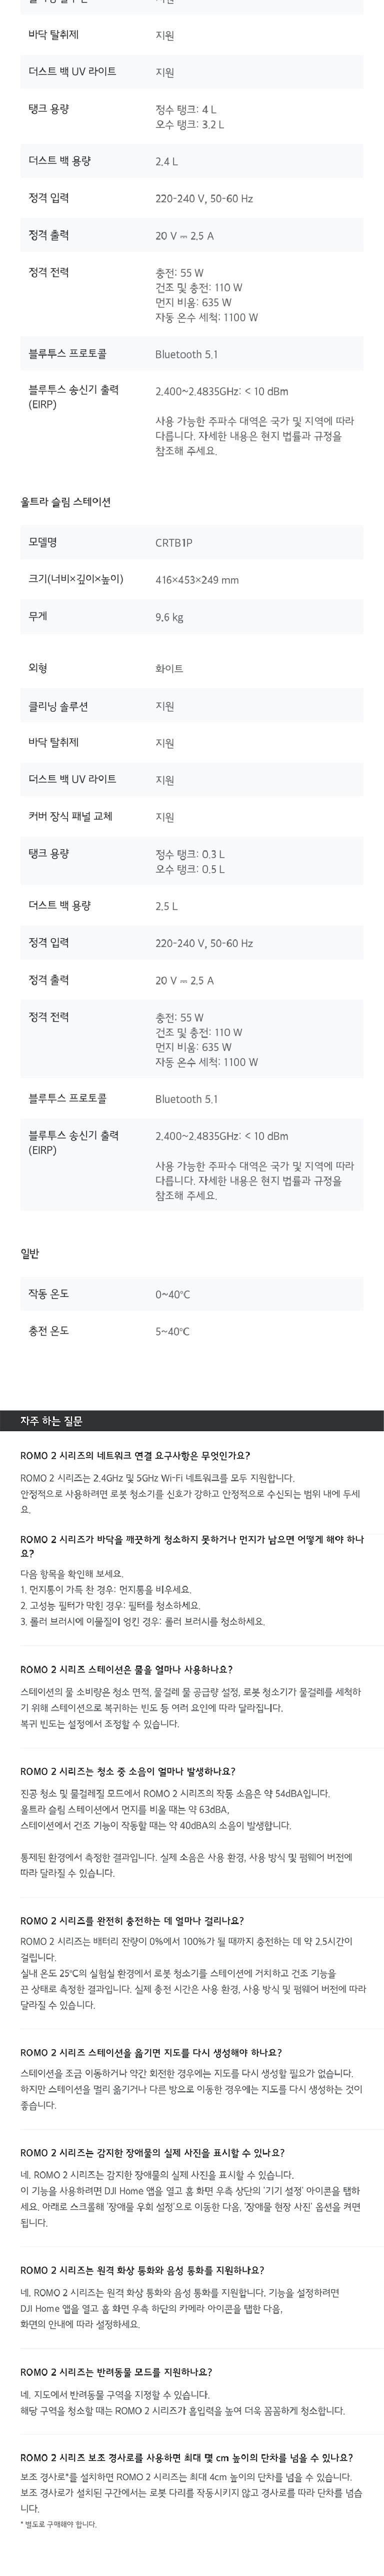 바닥 탈취제 지원
더스트 백 UV 라이트 지원
탱크 용량 정수 탱크: 4 L
오수 탱크: 3.2 L
더스트 백 용량 2.4 L
정격 입력 220-240 V, 50-60 Hz
정격 출력 20 V ⎓ 2.5 A
정격 전력 충전: 55 W
건조 및 충전: 110 W
먼지 비움: 635 W
자동 온수 세척: 1100 W
블루투스 프로토콜 Bluetooth 5.1
블루투스 송신기 출력 2.400~2.4835GHz: < 10 dBm
(EIRP)
사용 가능한 주파수 대역은 국가 및 지역에 따라
다릅니다. 자세한 내용은 현지 법률과 규정을
참조해 주세요.
울트라 슬림 스테이션
모델명 CRTB1P
크기(너비×깊이×높이) 416×453×249 mm
무게 9.6 kg
외형 화이트
클리닝 솔루션 지원
바닥 탈취제 지원
더스트 백 UV 라이트 지원
커버 장식 패널 교체 지원
탱크 용량 정수 탱크: 0.3 L
오수 탱크: 0.5 L
더스트 백 용량 2.5 L
정격 입력 220-240 V, 50-60 Hz
정격 출력 20 V ⎓ 2.5 A
정격 전력 충전: 55 W
건조 및 충전: 110 W
먼지 비움: 635 W
자동 온수 세척: 1100 W
블루투스 프로토콜 Bluetooth 5.1
블루투스 송신기 출력 2.400~2.4835GHz: < 10 dBm
(EIRP)
사용 가능한 주파수 대역은 국가 및 지역에 따라
다릅니다. 자세한 내용은 현지 법률과 규정을
참조해 주세요.
일반
작동 온도 0~40°C
충전 온도 5~40°C
자주 하는 질문
ROMO 2 시리즈의 네트워크 연결 요구사항은 무엇인가요?
ROMO 2 시리즈는 2.4GHz 및 5GHz Wi-Fi 네트워크를 모두 지원합니다.
안정적으로 사용하려면 로봇 청소기를 신호가 강하고 안정적으로 수신되는 범위 내에 두세
요.
ROMO 2 시리즈가 바닥을 깨끗하게 청소하지 못하거나 먼지가 남으면 어떻게 해야 하나
요?
다음 항목을 확인해 보세요.
1. 먼지통이 가득 찬 경우: 먼지통을 비우세요.
2. 고성능 필터가 막힌 경우: 필터를 청소하세요.
3. 롤러 브러시에 이물질이 엉킨 경우: 롤러 브러시를 청소하세요.
ROMO 2 시리즈 스테이션은 물을 얼마나 사용하나요?
스테이션의 물 소비량은 청소 면적, 물걸레 물 공급량 설정, 로봇 청소기가 물걸레를 세척하
기 위해 스테이션으로 복귀하는 빈도 등 여러 요인에 따라 달라집니다.
복귀 빈도는 설정에서 조정할 수 있습니다.
ROMO 2 시리즈는 청소 중 소음이 얼마나 발생하나요?
진공 청소 및 물걸레질 모드에서 ROMO 2 시리즈의 작동 소음은 약 54dBA입니다.
울트라 슬림 스테이션에서 먼지를 비울 때는 약 63dBA,
스테이션에서 건조 기능이 작동할 때는 약 40dBA의 소음이 발생합니다.
통제된 환경에서 측정한 결과입니다. 실제 소음은 사용 환경, 사용 방식 및 펌웨어 버전에
따라 달라질 수 있습니다.
ROMO 2 시리즈를 완전히 충전하는 데 얼마나 걸리나요?
ROMO 2 시리즈는 배터리 잔량이 0%에서 100%가 될 때까지 충전하는 데 약 2.5시간이
걸립니다.
실내 온도 25°C의 실험실 환경에서 로봇 청소기를 스테이션에 거치하고 건조 기능을
끈 상태로 측정한 결과입니다. 실제 충전 시간은 사용 환경, 사용 방식 및 펌웨어 버전에 따라
달라질 수 있습니다.
ROMO 2 시리즈 스테이션을 옮기면 지도를 다시 생성해야 하나요?
스테이션을 조금 이동하거나 약간 회전한 경우에는 지도를 다시 생성할 필요가 없습니다.
하지만 스테이션을 멀리 옮기거나 다른 방으로 이동한 경우에는 지도를 다시 생성하는 것이
좋습니다.
ROMO 2 시리즈는 감지한 장애물의 실제 사진을 표시할 수 있나요?
네. ROMO 2 시리즈는 감지한 장애물의 실제 사진을 표시할 수 있습니다.
이 기능을 사용하려면 DJI Home 앱을 열고 홈 화면 우측 상단의 '기기 설정' 아이콘을 탭하
세요. 아래로 스크롤해 '장애물 우회 설정'으로 이동한 다음, '장애물 현장 사진' 옵션을 켜면
됩니다.
ROMO 2 시리즈는 원격 화상 통화와 음성 통화를 지원하나요?
네. ROMO 2 시리즈는 원격 화상 통화와 음성 통화를 지원합니다. 기능을 설정하려면
DJI Home 앱을 열고 홈 화면 우측 하단의 카메라 아이콘을 탭한 다음,
화면의 안내에 따라 설정하세요.
ROMO 2 시리즈는 반려동물 모드를 지원하나요?
네. 지도에서 반려동물 구역을 지정할 수 있습니다.
해당 구역을 청소할 때는 ROMO 2 시리즈가 흡입력을 높여 더욱 꼼꼼하게 청소합니다.
ROMO 2 시리즈 보조 경사로를 사용하면 최대 몇 cm 높이의 단차를 넘을 수 있나요?
보조 경사로*를 설치하면 ROMO 2 시리즈는 최대 4cm 높이의 단차를 넘을 수 있습니다.
보조 경사로가 설치된 구간에서는 로봇 다리를 작동시키지 않고 경사로를 따라 단차를 넘습
니다.
* 별도로 구매해야 합니다.